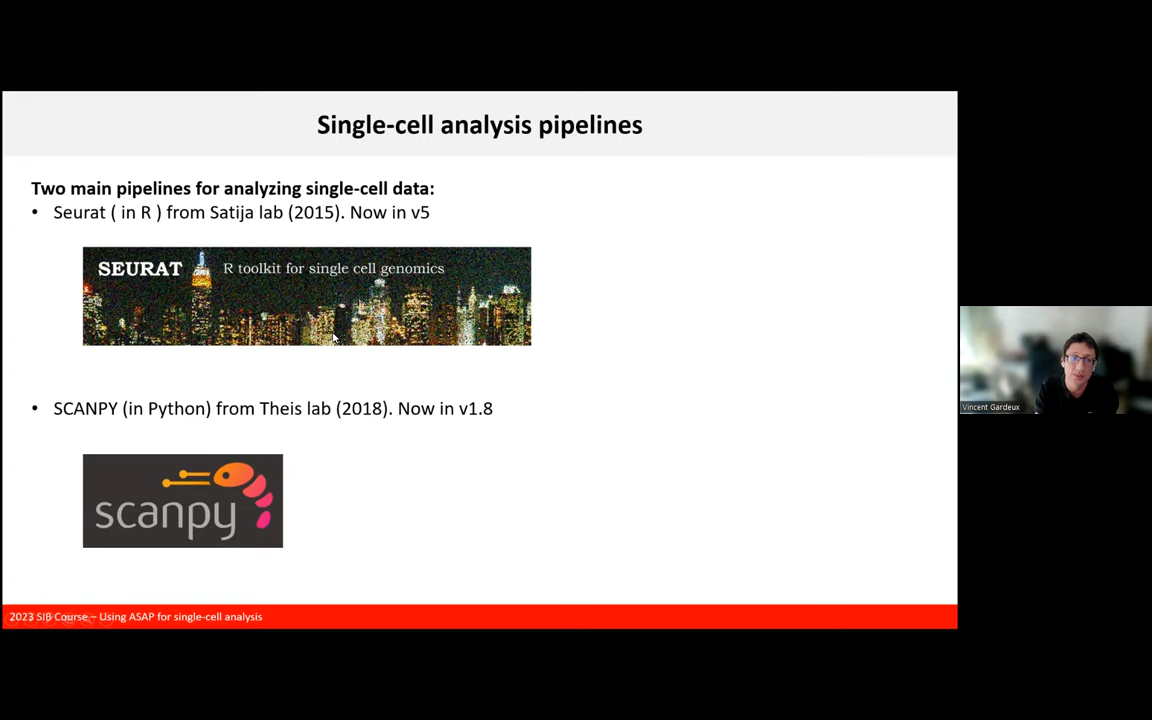 Single-cell analysis pipelines
Two main pipelines for analyzing single-cell data:
• Seurat ( in R ) from Satija lab (2015). Now in v5
SEURAT R toolkit for single cell genomics
• SCANPY (in Python) from Theis lab (2018). Now in v1.8
scanpy
Vincent Gardeux
2023 SIB Course – Using ASAP for single-cell analysis